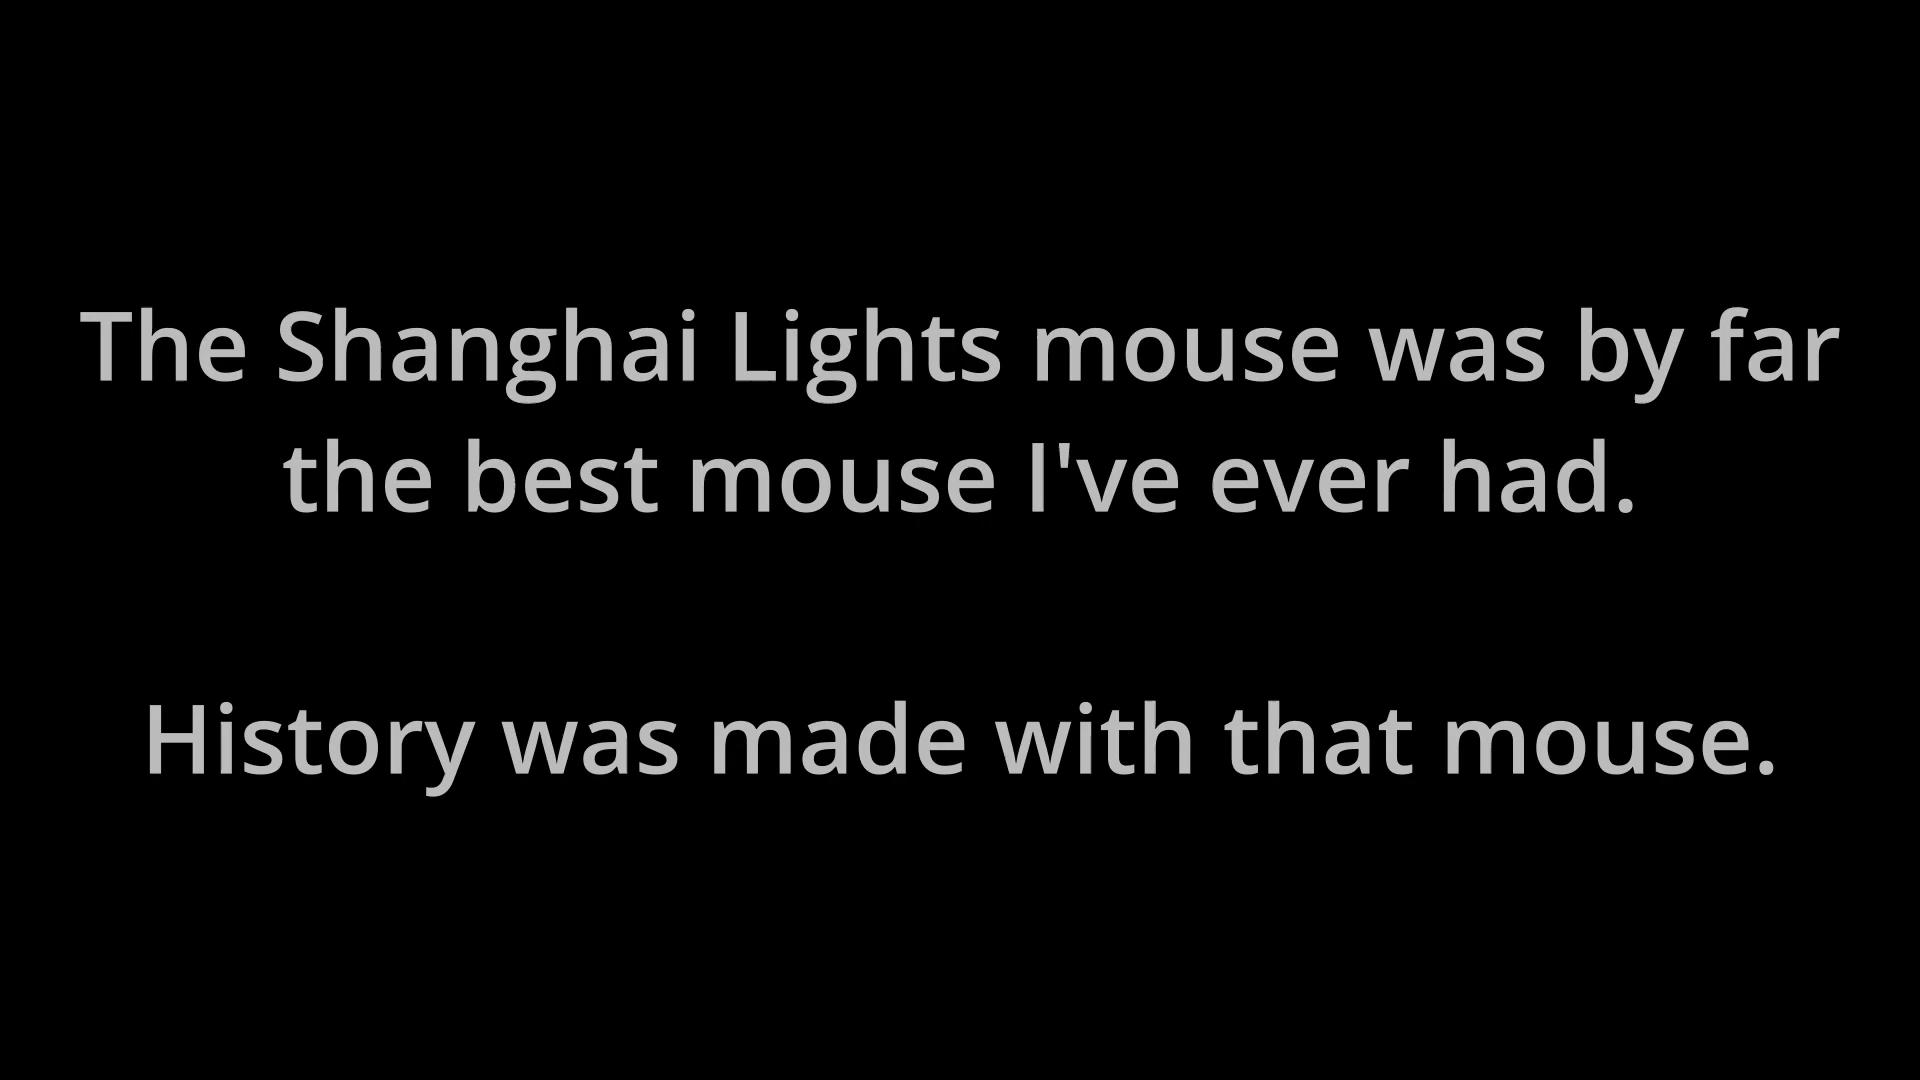 The Shanghai Lights mouse was by far
the best mouse I've ever had.
History was made with that mouse.